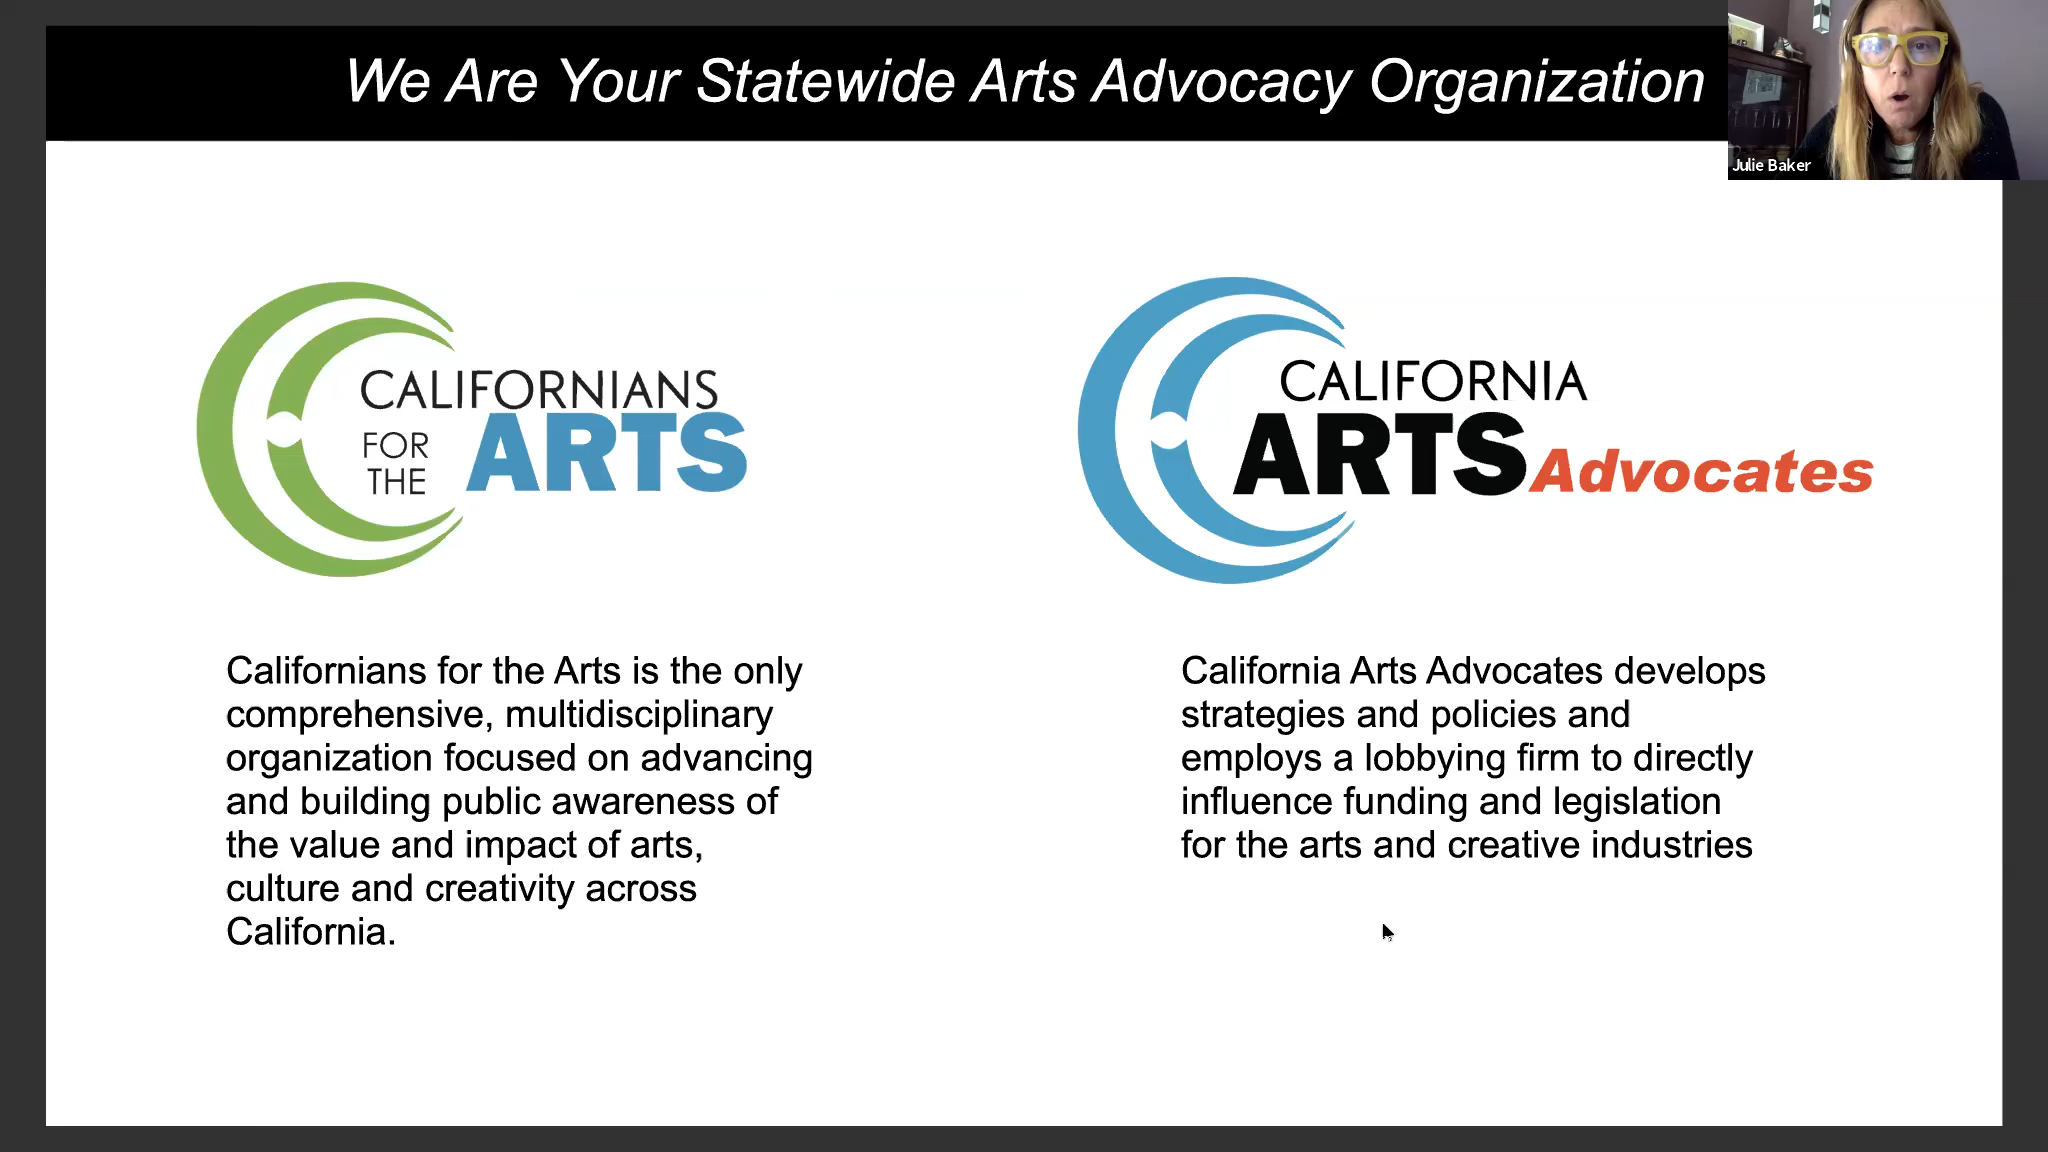 We Are Your Statewide Arts Advocacy Organization
Julie Baker
CALIFORNIANS
FOR THE ARTS
CALIFORNIA
ARTS Advocates
Californians for the Arts is the only
comprehensive, multidisciplinary
organization focused on advancing
and building public awareness of
the value and impact of arts,
culture and creativity across
California.
California Arts Advocates develops
strategies and policies and
employs a lobbying firm to directly
influence funding and legislation
for the arts and creative industries